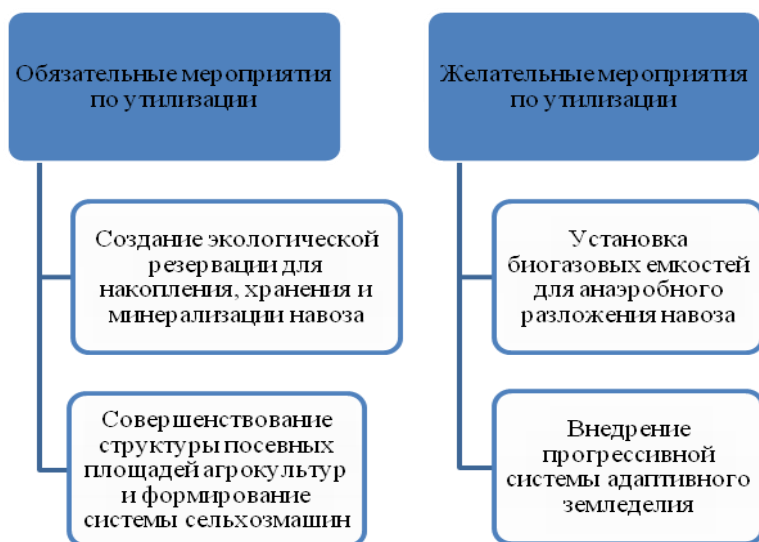 Обязательные мероприятия
по утилизации
Создание экологической
резервации для
накопления, хранения и
минерализации навоза
Совершенствование
структуры посевных
площадей агрокультур
и формирование
системы сельхозмашин
Желательные мероприятия
по утилизации
Установка
биогазовых емкостей
для анаэробного
разложения навоза
Внедрение
прогрессивной
системы адаптивного
земледелия